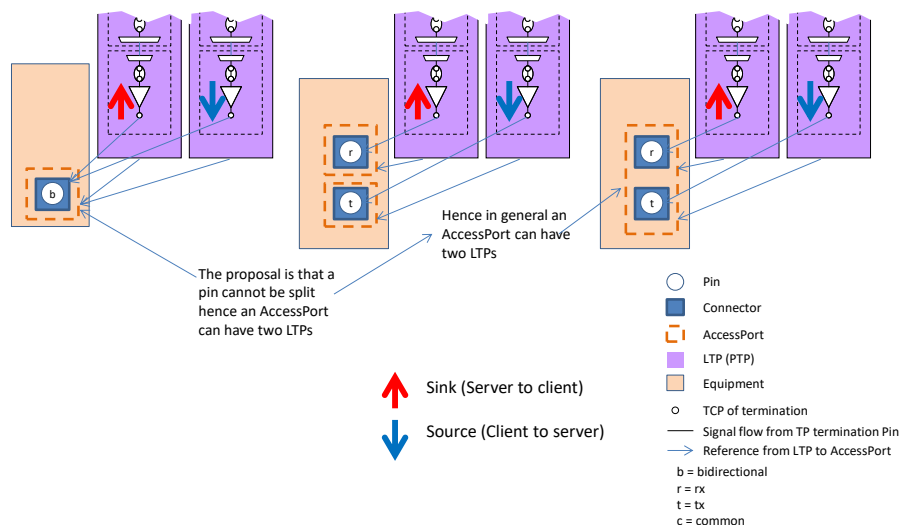 b
r
t
r
t
The proposal is that a
pin cannot be split
hence an AccessPort
can have two LTPs
Hence in general an
AccessPort can have
two LTPs
Sink (Server to client)
Source (Client to server)
Pin
Connector
AccessPort
LTP (PTP)
Equipment
TCP of termination
Signal flow from TP termination Pin
Reference from LTP to AccessPort
b = bidirectional
r = rx
t = tx
c = common